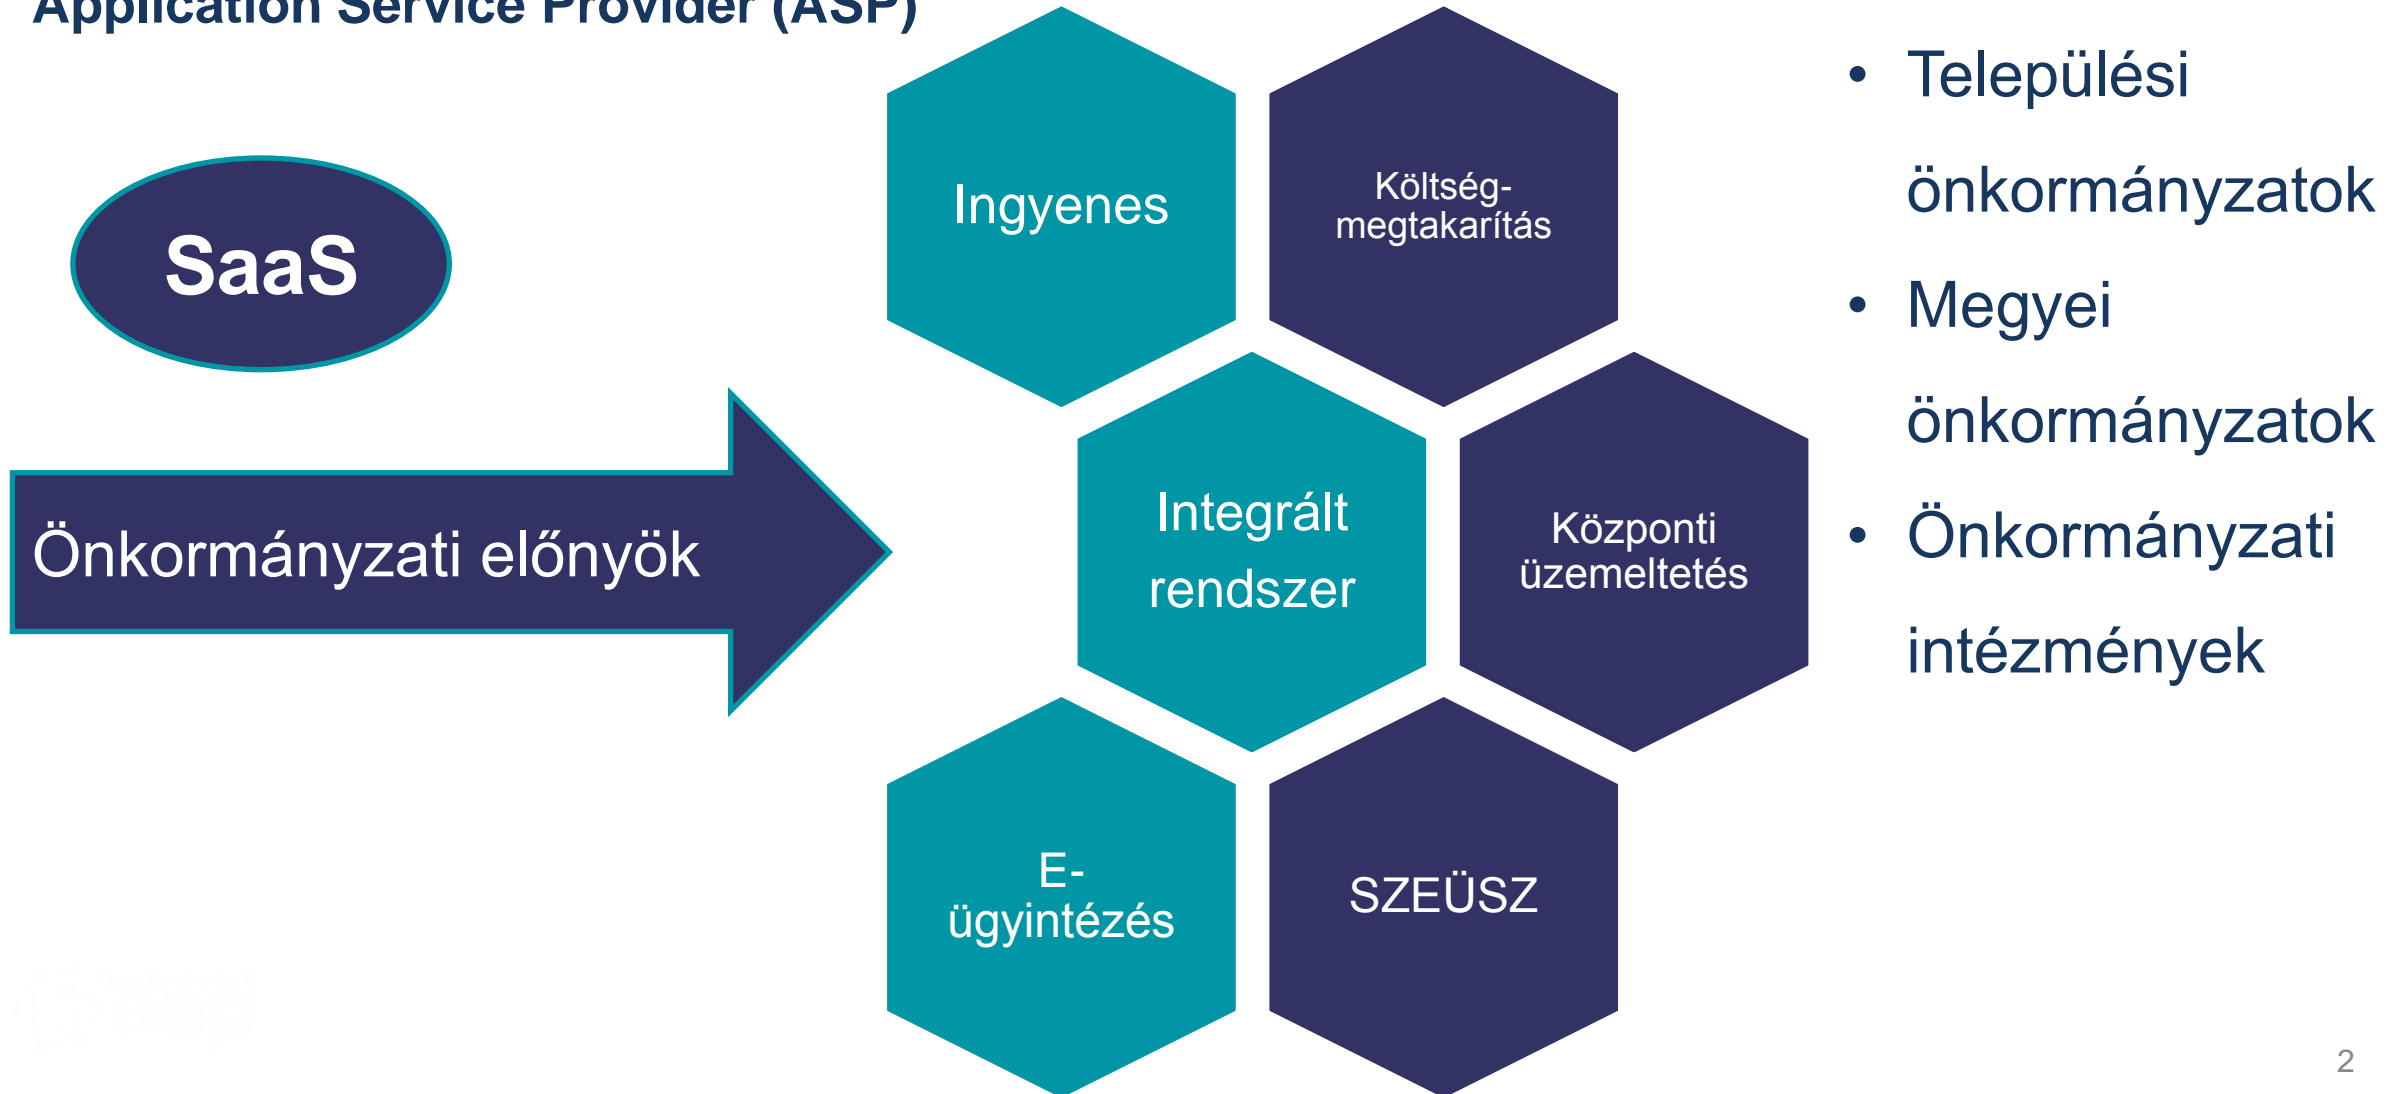 Application Service Provider (ASP)
SaaS
Önkormányzati előnyök
Ingyenes
Költség-
megtakarítás
Integrált
rendszer
Központi
üzemeltetés
E-
ügyintézés
SZEÜSZ
• Települési
önkormányzatok
• Megyei
önkormányzatok
• Önkormányzati
intézmények
2